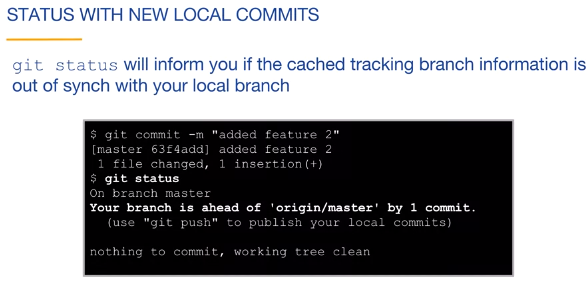 STATUS WITH NEW LOCAL COMMITS
git status will inform you if the cached tracking branch information is
out of synch with your local branch
$ git commit -m "added feature 2"
[master 63f4add] added feature 2
 1 file changed, 1 insertion(+)
$ git status
On branch master
Your branch is ahead of 'origin/master' by 1 commit.
  (use "git push" to publish your local commits)
nothing to commit, working tree clean